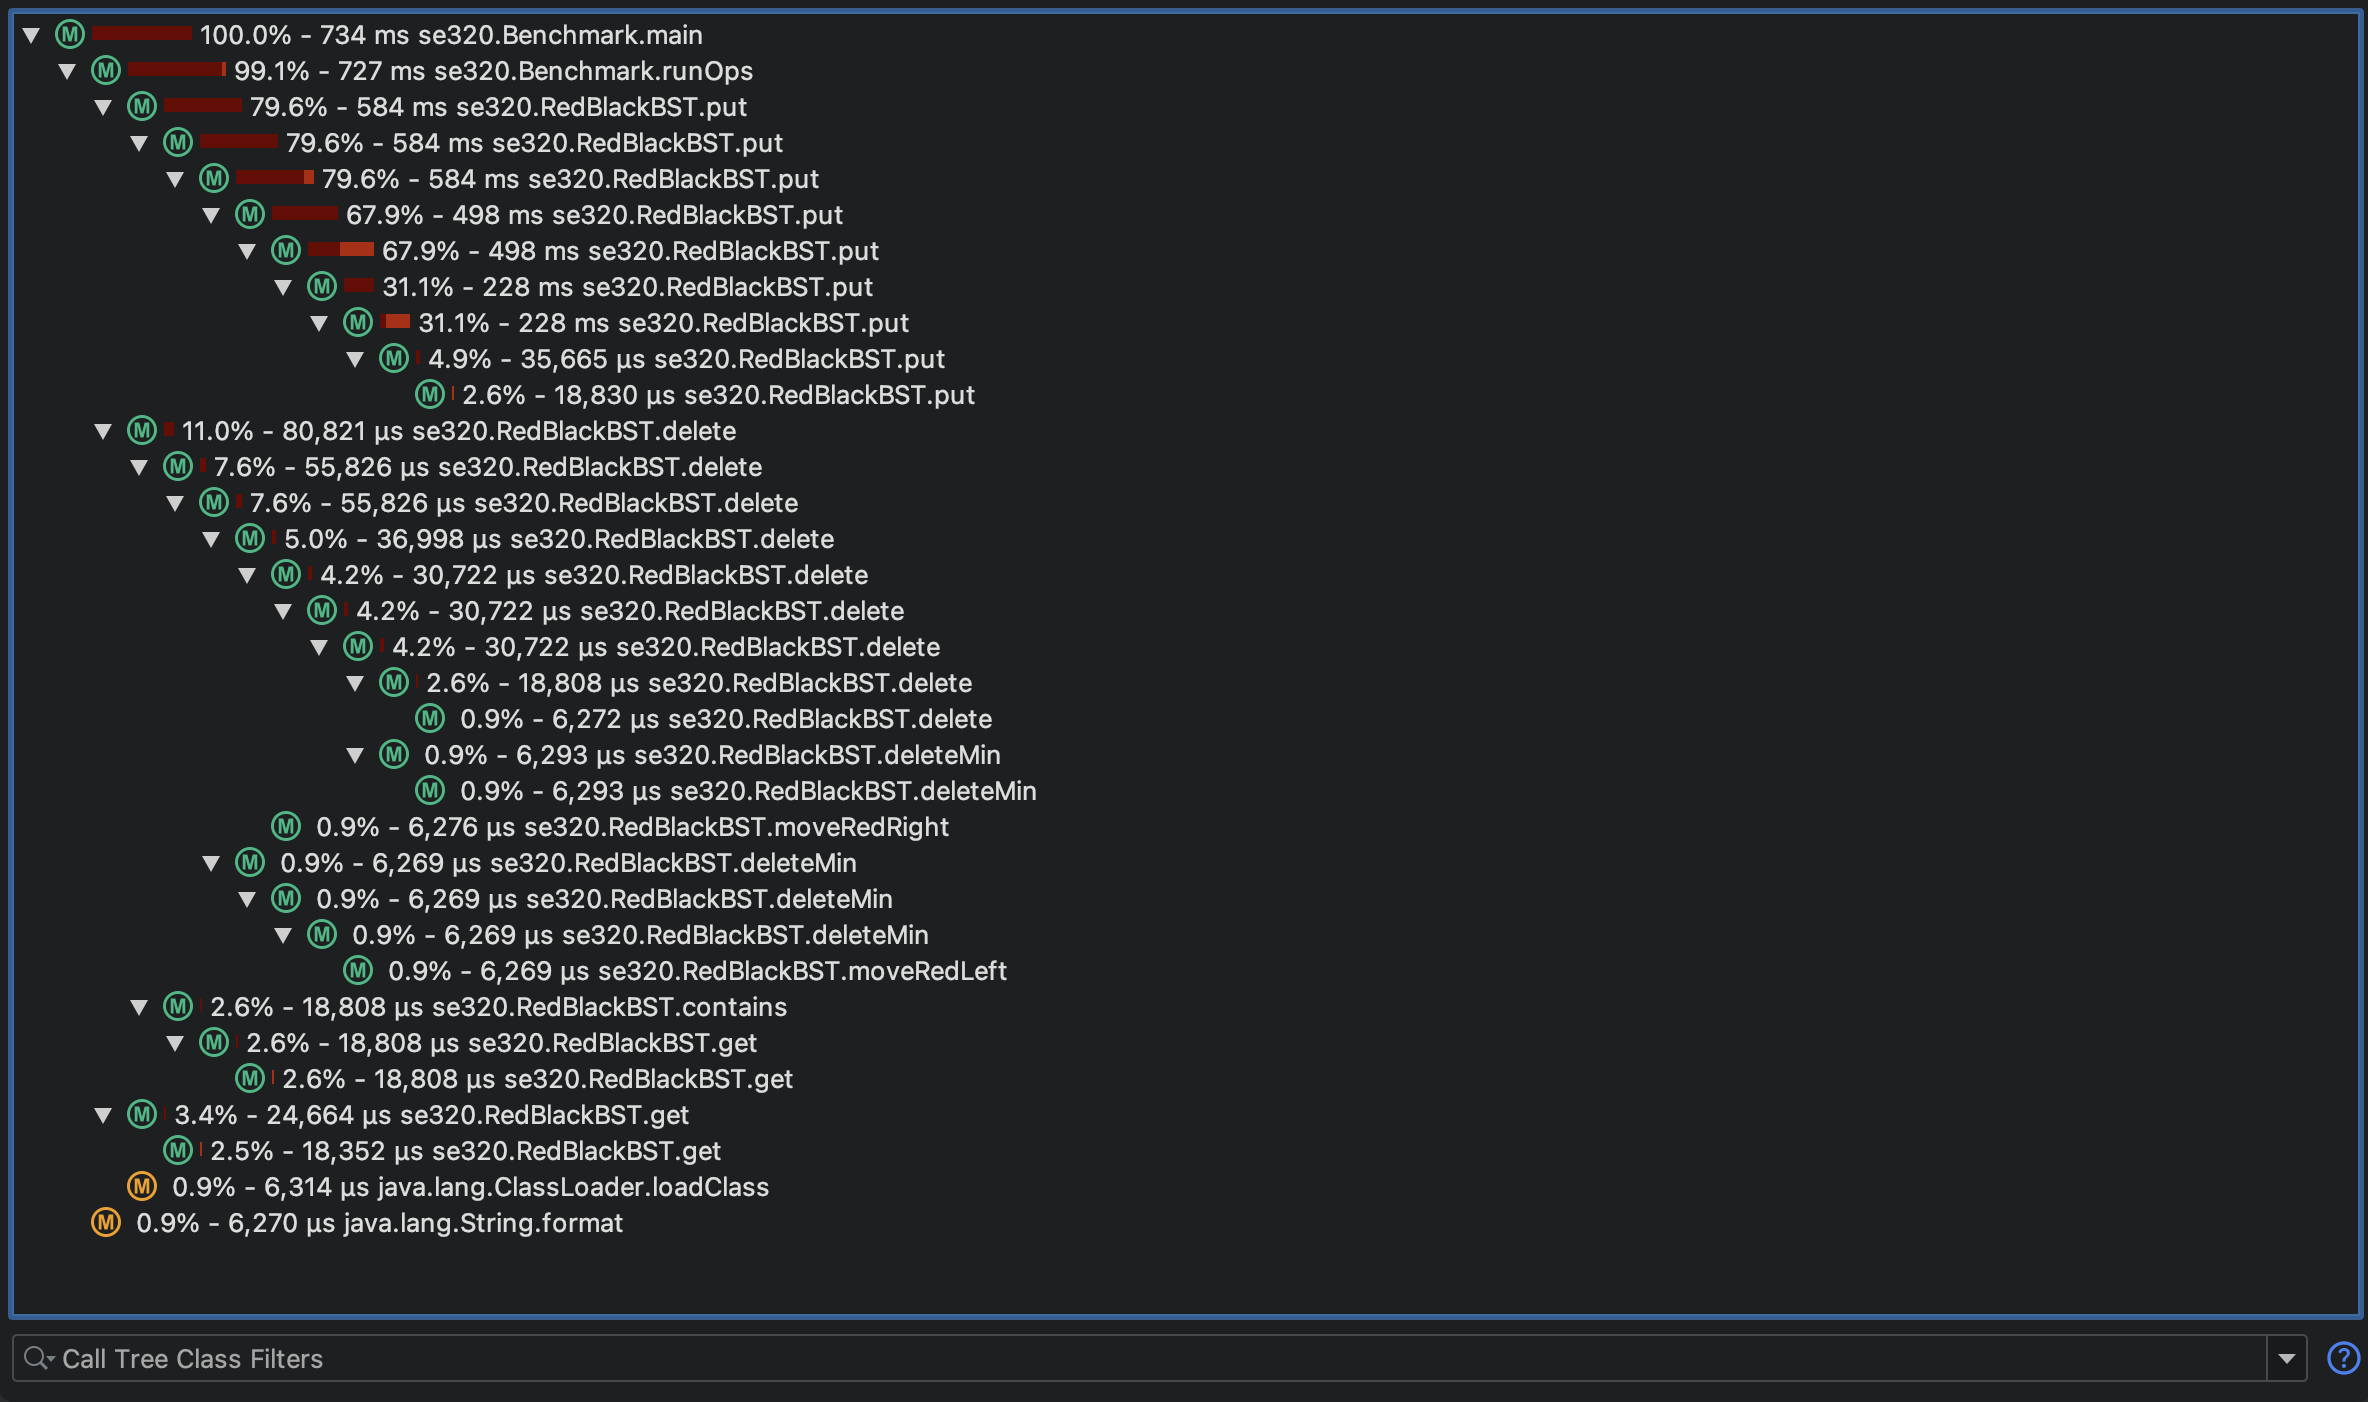 100.0% - 734 ms se320.Benchmark.main
99.1% - 727 ms se320.Benchmark.runOps
79.6% - 584 ms se320.RedBlackBST.put
79.6% - 584 ms se320.RedBlackBST.put
79.6% - 584 ms se320.RedBlackBST.put
67.9% - 498 ms se320.RedBlackBST.put
67.9% - 498 ms se320.RedBlackBST.put
31.1% - 228 ms se320.RedBlackBST.put
31.1% - 228 ms se320.RedBlackBST.put
4.9% - 35,665 µs se320.RedBlackBST.put
2.6% - 18,830 µs se320.RedBlackBST.put
11.0% - 80,821 µs se320.RedBlackBST.delete
7.6% - 55,826 µs se320.RedBlackBST.delete
7.6% - 55,826 µs se320.RedBlackBST.delete
5.0% - 36,998 µs se320.RedBlackBST.delete
4.2% - 30,722 µs se320.RedBlackBST.delete
4.2% - 30,722 µs se320.RedBlackBST.delete
4.2% - 30,722 µs se320.RedBlackBST.delete
2.6% - 18,808 µs se320.RedBlackBST.delete
0.9% - 6,272 µs se320.RedBlackBST.delete
0.9% - 6,293 µs se320.RedBlackBST.deleteMin
0.9% - 6,293 µs se320.RedBlackBST.deleteMin
0.9% - 6,276 µs se320.RedBlackBST.moveRedRight
0.9% - 6,269 µs se320.RedBlackBST.deleteMin
0.9% - 6,269 µs se320.RedBlackBST.deleteMin
0.9% - 6,269 µs se320.RedBlackBST.deleteMin
0.9% - 6,269 µs se320.RedBlackBST.moveRedLeft
2.6% - 18,808 µs se320.RedBlackBST.contains
2.6% - 18,808 µs se320.RedBlackBST.get
2.6% - 18,808 µs se320.RedBlackBST.get
3.4% - 24,664 µs se320.RedBlackBST.get
2.5% - 18,352 µs se320.RedBlackBST.get
0.9% - 6,314 µs java.lang.ClassLoader.loadClass
0.9% - 6,270 µs java.lang.String.format
Call Tree Class Filters